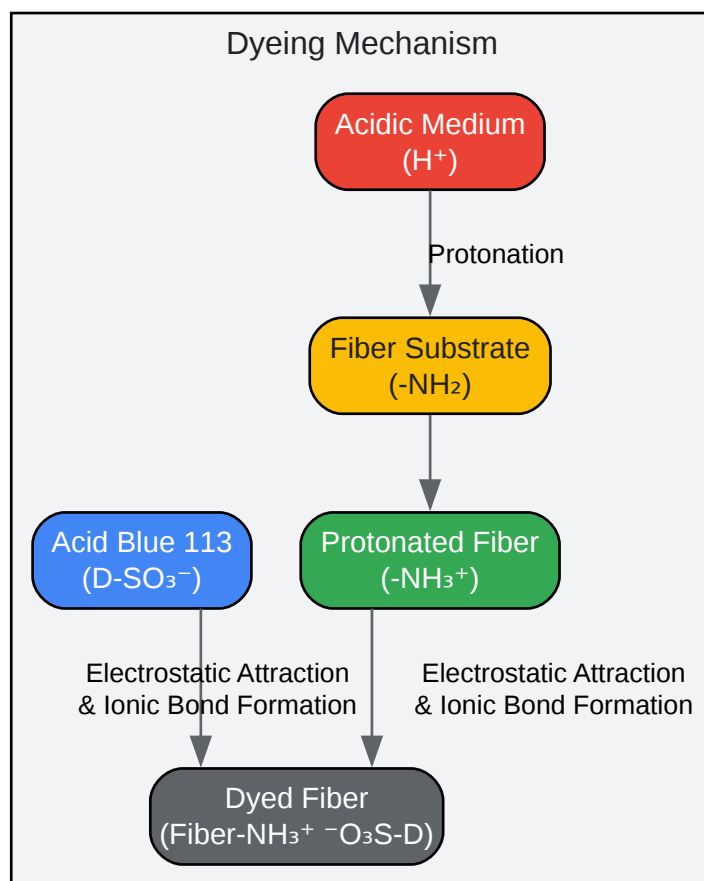 Dyeing Mechanism
Acidic Medium
(H⁺)
Protonation
Fiber Substrate
(-NH₂)
Acid Blue 113
(D-SO₃⁻)
Protonated Fiber
(-NH₃⁺)
Electrostatic Attraction
& Ionic Bond Formation
Electrostatic Attraction
& Ionic Bond Formation
Dyed Fiber
(Fiber-NH₃⁺ ⁻O₃S-D)